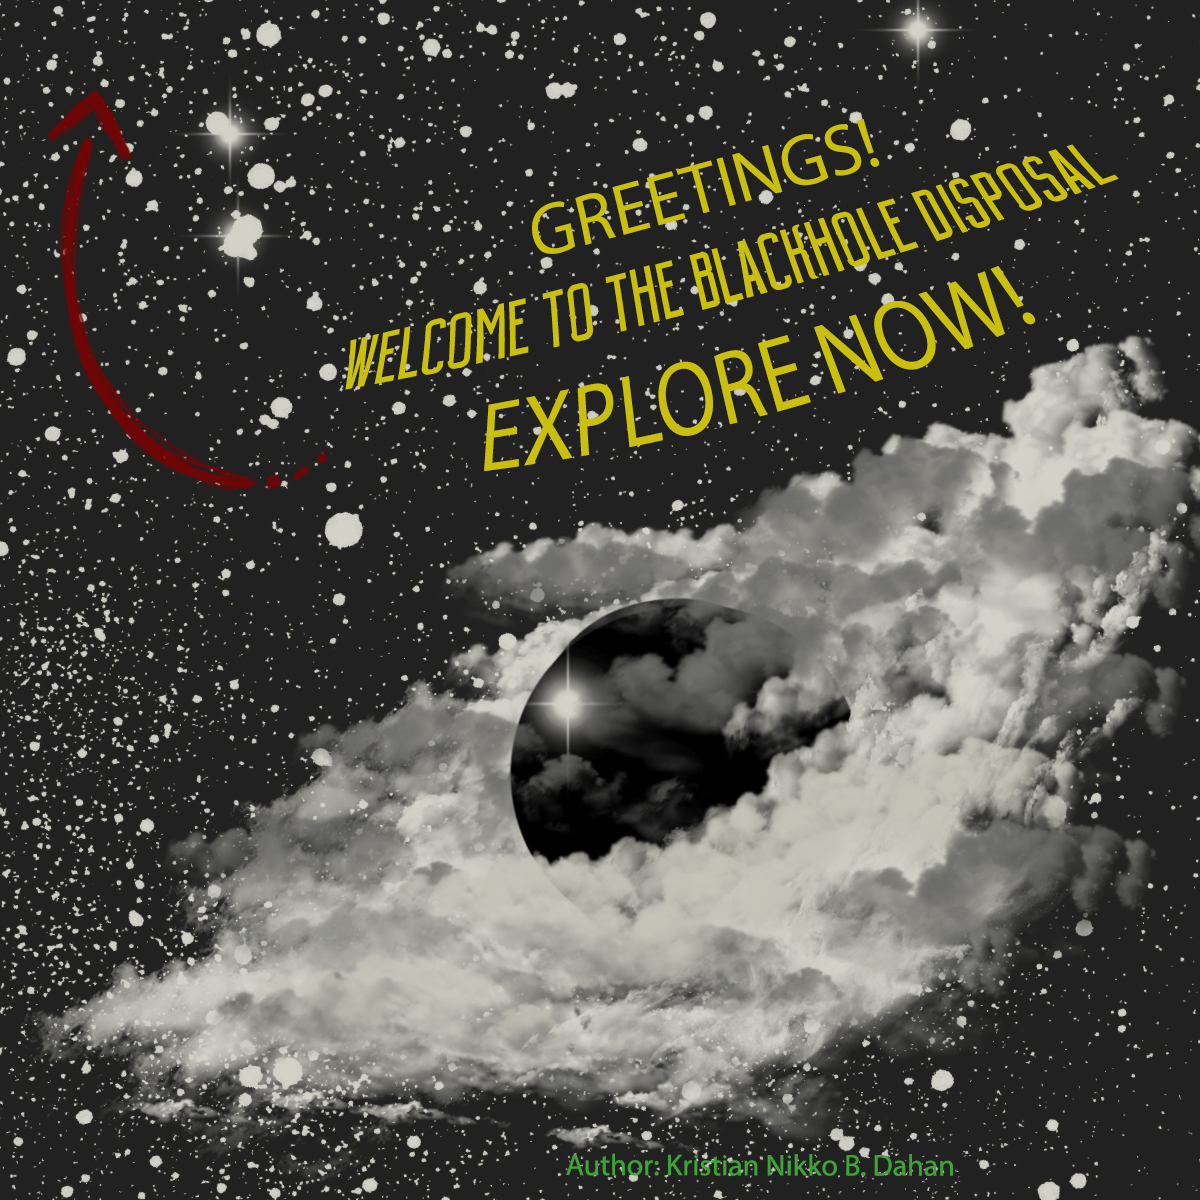 GREETINGS!
WELCOME TO THE BLACKHOLE DISPOSAL
EXPLORE NOW!
Author: Kristian Nikko B. Dahan